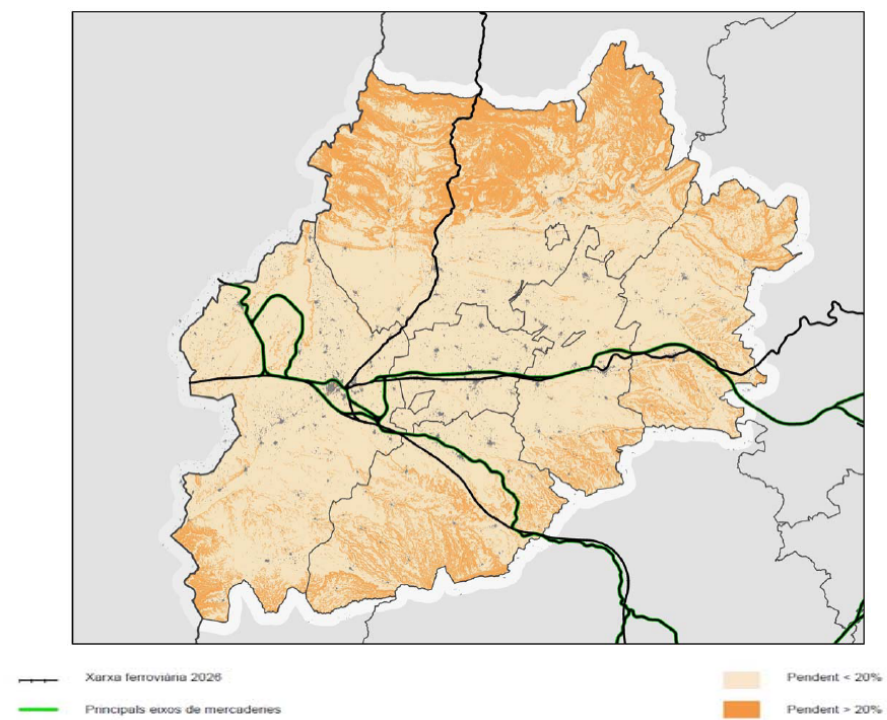 Xarxa ferroviària 2026
Principals eixos de mercaderies
Pendent < 20%
Pendent > 20%